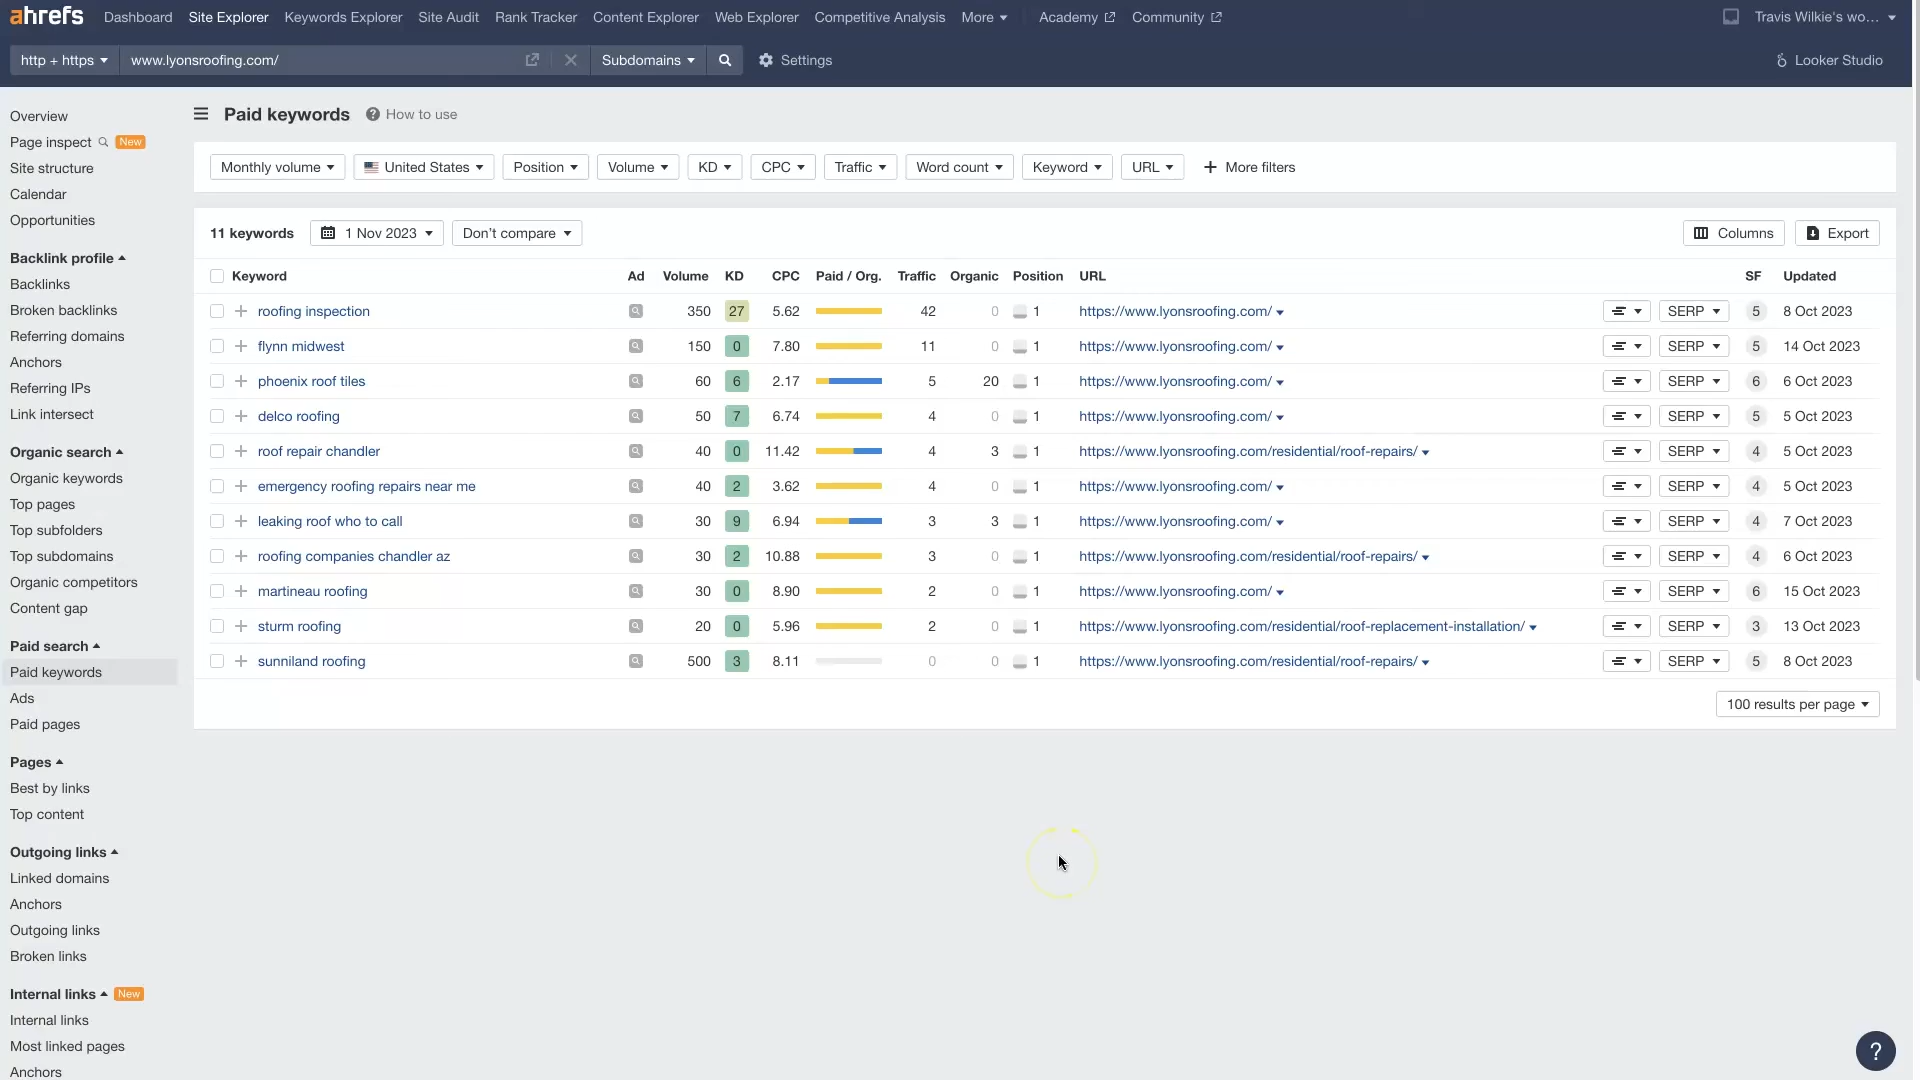 ahrefs Dashboard Site Explorer Keywords Explorer Site Audit Rank Tracker Content Explorer Web Explorer Competitive Analysis More Academy Community Travis Wilkie's wo...
http + https www.lyonsroofing.com/ Subdomains Settings Looker Studio
Overview
Page inspect New
Site structure
Calendar
Opportunities
Backlink profile
Backlinks
Broken backlinks
Referring domains
Anchors
Referring IPs
Link intersect
Organic search
Organic keywords
Top pages
Top subfolders
Top subdomains
Organic competitors
Content gap
Paid search
Paid keywords
Ads
Paid pages
Pages
Best by links
Top content
Outgoing links
Linked domains
Anchors
Outgoing links
Broken links
Internal links New
Internal links
Most linked pages
Anchors
Paid keywords ? How to use
Monthly volume United States Position Volume KD CPC Traffic Word count Keyword URL + More filters
11 keywords 1 Nov 2023 Don't compare Columns Export
Keyword Ad Volume KD CPC Paid / Org. Traffic Organic Position URL SF Updated
roofing inspection 350 27 5.62 42 0 1 https://www.lyonsroofing.com/ SERP 5 8 Oct 2023
flynn midwest 150 0 7.80 11 0 1 https://www.lyonsroofing.com/ SERP 5 14 Oct 2023
phoenix roof tiles 60 6 2.17 5 20 1 https://www.lyonsroofing.com/ SERP 6 6 Oct 2023
delco roofing 50 7 6.74 4 0 1 https://www.lyonsroofing.com/ SERP 5 5 Oct 2023
roof repair chandler 40 0 11.42 4 3 1 https://www.lyonsroofing.com/residential/roof-repairs/ SERP 4 5 Oct 2023
emergency roofing repairs near me 40 2 3.62 4 0 1 https://www.lyonsroofing.com/ SERP 4 5 Oct 2023
leaking roof who to call 30 9 6.94 3 3 1 https://www.lyonsroofing.com/ SERP 4 7 Oct 2023
roofing companies chandler az 30 2 10.88 3 0 1 https://www.lyonsroofing.com/residential/roof-repairs/ SERP 4 6 Oct 2023
martineau roofing 30 0 8.90 2 0 1 https://www.lyonsroofing.com/ SERP 6 15 Oct 2023
sturm roofing 20 0 5.96 2 0 1 https://www.lyonsroofing.com/residential/roof-replacement-installation/ SERP 3 13 Oct 2023
sunniland roofing 500 3 8.11 0 0 1 https://www.lyonsroofing.com/residential/roof-repairs/ SERP 5 8 Oct 2023
100 results per page
?